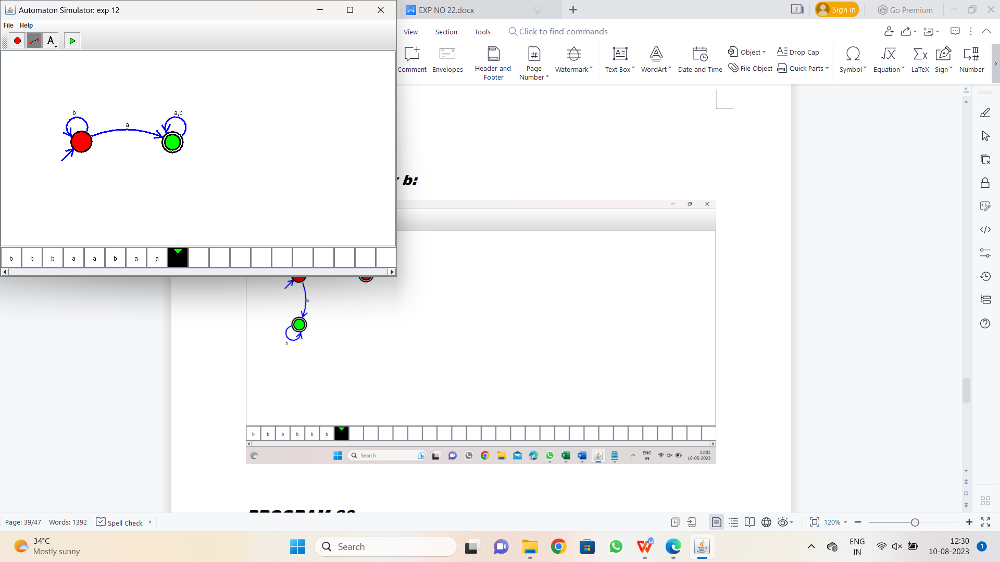 Automaton Simulator: exp 12
File Help
b
a
a,b
b b b a a b a a
EXP NO 22.docx
3
Sign in
Go Premium
View Section Tools Click to find commands
Comment
Envelopes
Header and Footer
Page Number
Watermark
Text Box
WordArt
Date and Time
Object
File Object
Drop Cap
Quick Parts
Symbol
Equation
LaTeX
Sign
Number
b:
b
b
b b b b b b
Search
ENG
IN
13:01
16-05-2023
Page: 39/47 Words: 1392 Spell Check
120%
34°C
Mostly sunny
Search
ENG
IN
12:30
10-08-2023
1